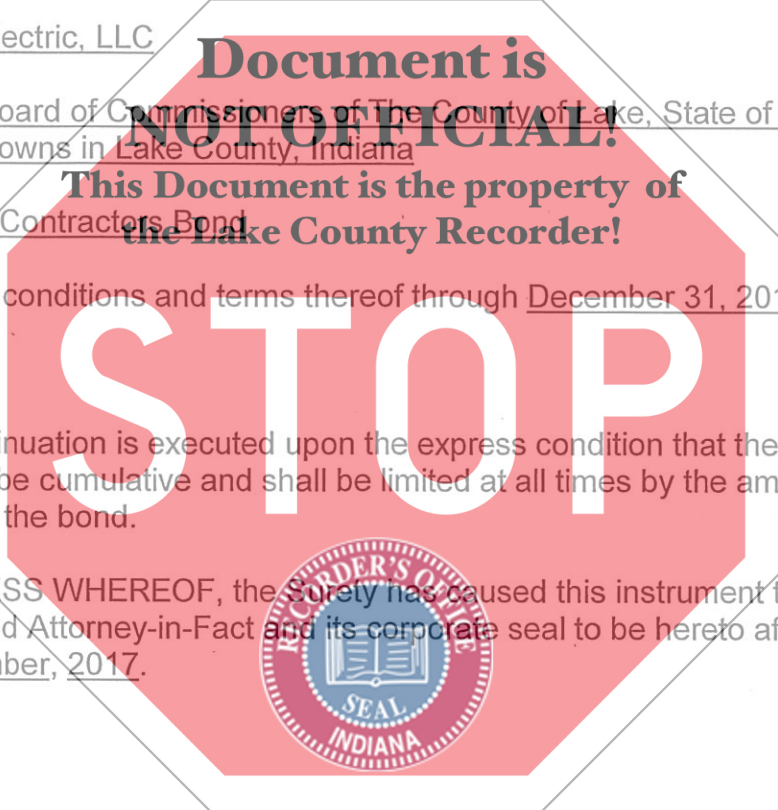 ectric, LLC
Document is
oard of Commissioners of The County of Lake, State of
NOT OFFICIAL!
owns in Lake County, Indiana
This Document is the property of
Contractors Bond
the Lake County Recorder!
conditions and terms thereof through December 31, 201
STOP
inuation is executed upon the express condition that the
be cumulative and shall be limited at all times by the am
the bond.
SS WHEREOF, the Surety has caused this instrument t
d Attorney-in-Fact and its corporate seal to be hereto af
ber, 2017.
RECORDER'S OFFICE
SEAL
INDIANA